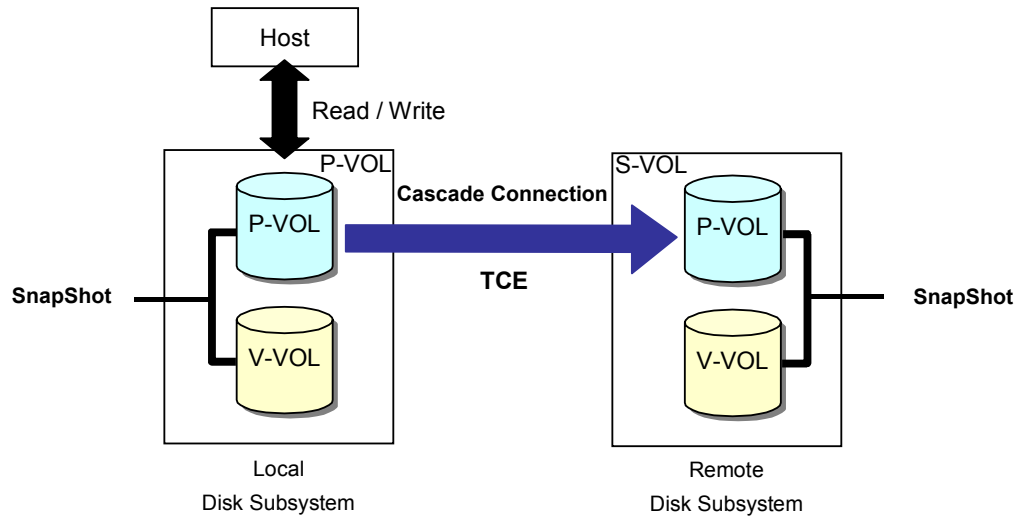 Host
Read / Write
P-VOL
S-VOL
Cascade Connection
P-VOL
P-VOL
TCE
SnapShot
SnapShot
V-VOL
V-VOL
Local
Disk Subsystem
Remote
Disk Subsystem